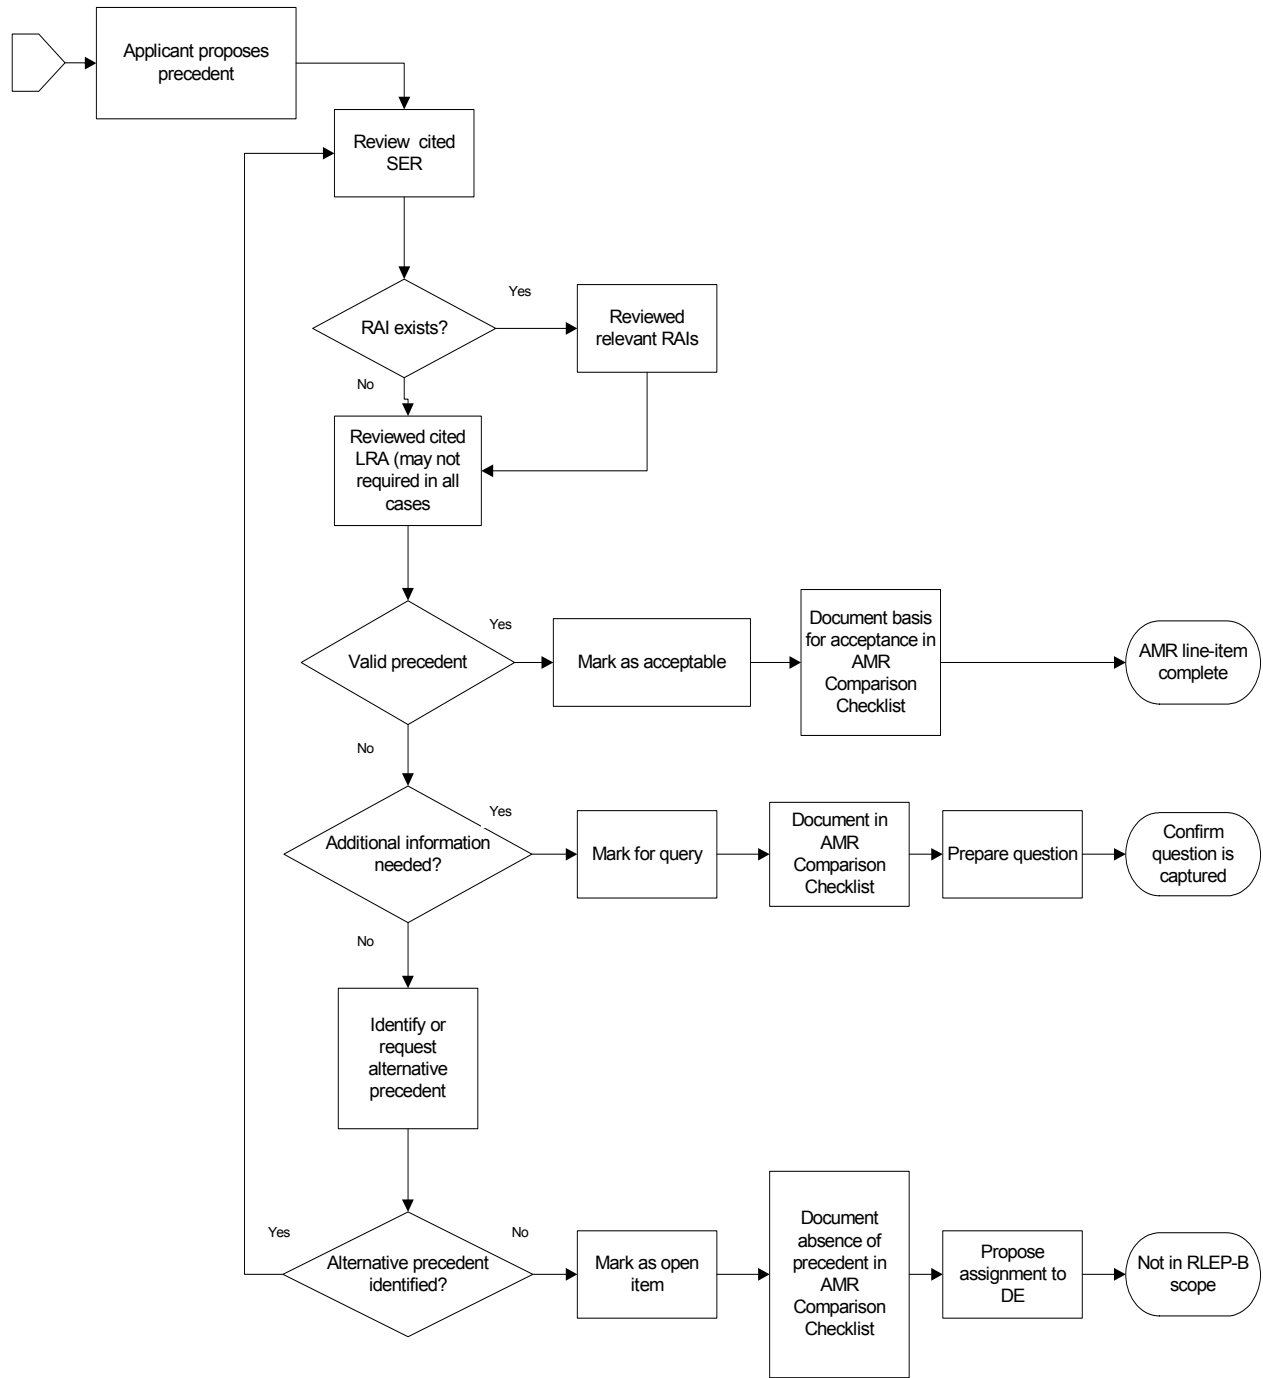 Applicant proposes
precedent
Review cited
SER
RAI exists?
Yes
Reviewed
relevant RAIs
No
Reviewed cited
LRA (may not
required in all
cases
Valid precedent
Yes
Mark as acceptable
Document basis
for acceptance in
AMR
Comparison
Checklist
AMR line-item
complete
No
Additional information
needed?
Yes
Mark for query
Document in
AMR
Comparison
Checklist
Prepare question
Confirm
question is
captured
No
Identify or
request
alternative
precedent
Yes
Alternative precedent
identified?
No
Mark as open
item
Document
absence of
precedent in
AMR
Comparison
Checklist
Propose
assignment to
DE
Not in RLEP-B
scope